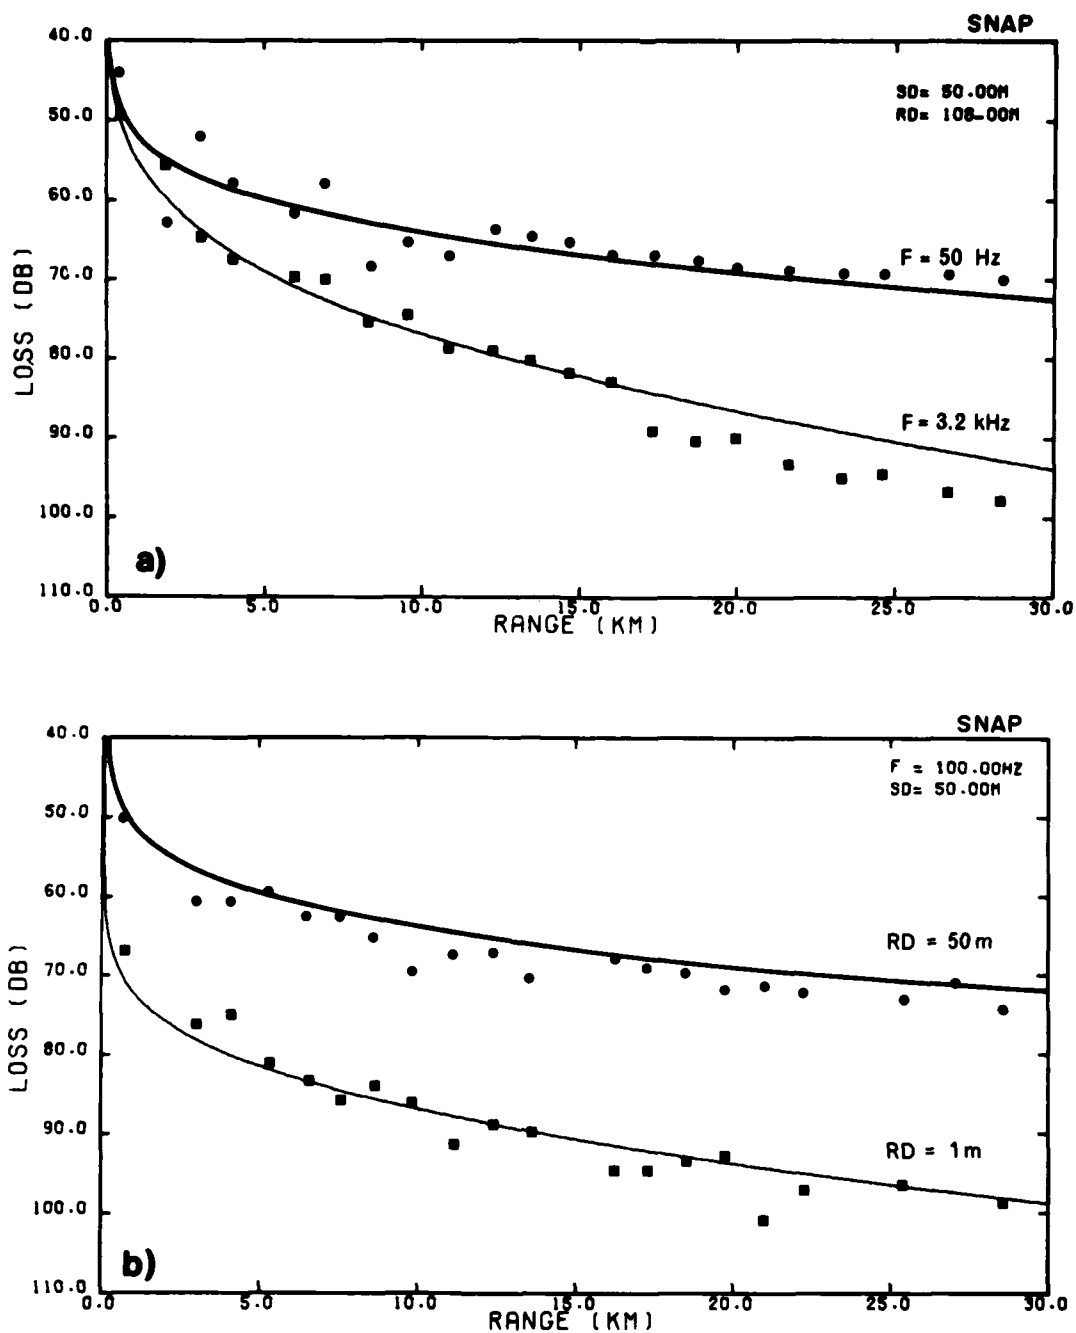 SNAP
40.0
SD= 50.00M
RD= 108.00M
50.0
60.0
70.0
F = 50 Hz
80.0
90.0
F = 3.2 kHz
100.0
a)
110.0
LOSS (DB)
0.0 5.0 10.0 15.0 20.0 25.0 30.0
RANGE (KM)
SNAP
40.0
F = 100.00HZ
SD= 50.00M
50.0
60.0
RD = 50m
70.0
80.0
90.0
RD = 1m
100.0
b)
110.0
LOSS (DB)
0.0 5.0 10.0 15.0 20.0 25.0 30.0
RANGE (KM)